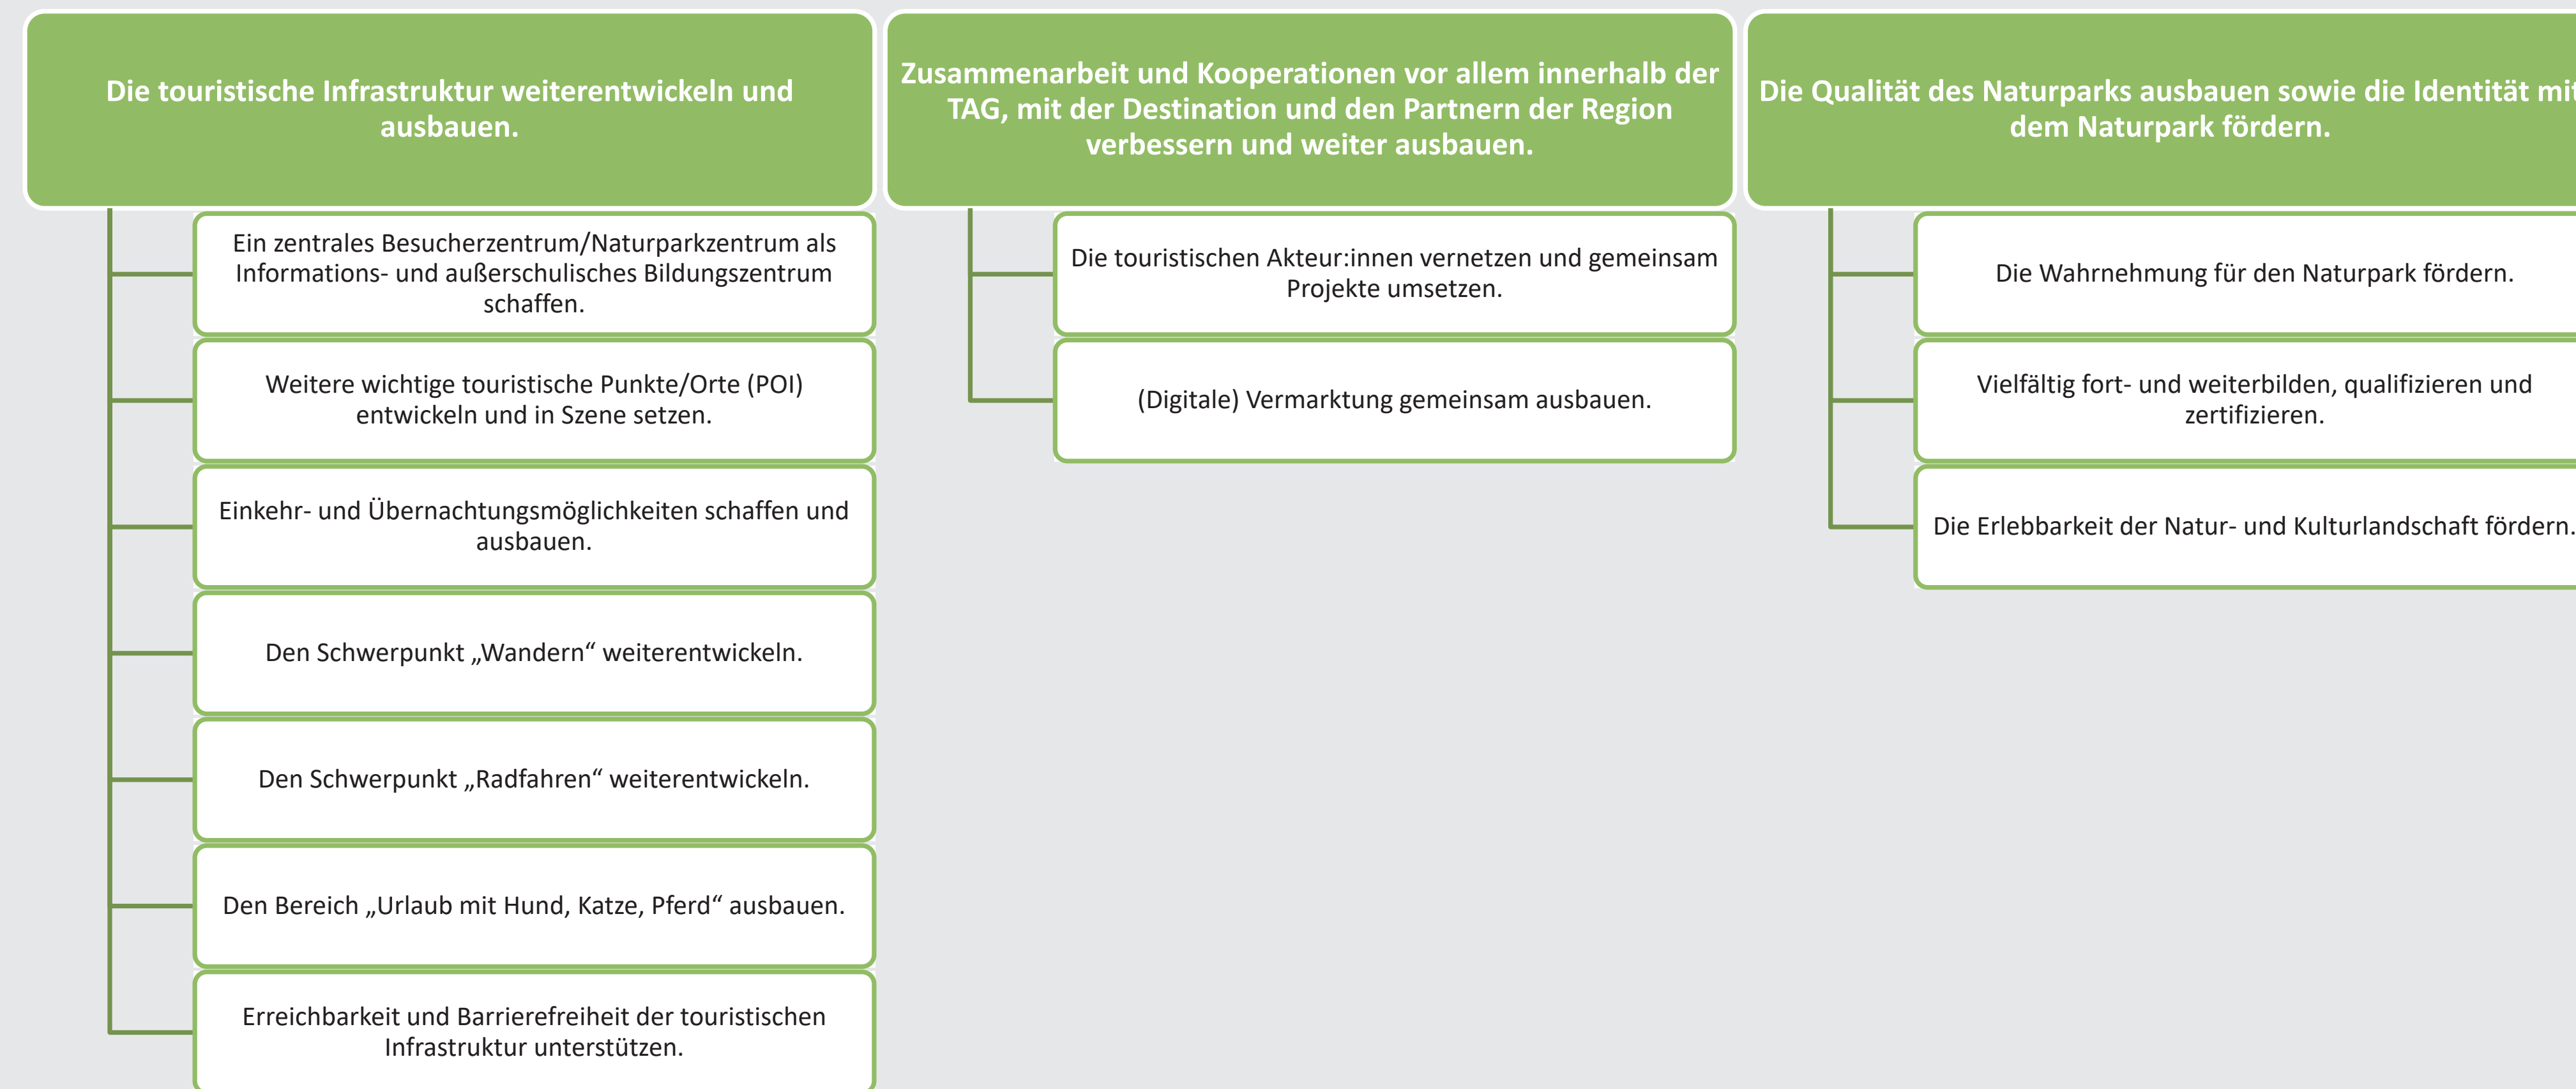 Die touristische Infrastruktur weiterentwickeln und
ausbauen.
Ein zentrales Besucherzentrum/Naturparkzentrum als
Informations- und außerschulisches Bildungszentrum
schaffen.
Weitere wichtige touristische Punkte/Orte (POI)
entwickeln und in Szene setzen.
Einkehr- und Übernachtungsmöglichkeiten schaffen und
ausbauen.
Den Schwerpunkt „Wandern“ weiterentwickeln.
Den Schwerpunkt „Radfahren“ weiterentwickeln.
Den Bereich „Urlaub mit Hund, Katze, Pferd“ ausbauen.
Erreichbarkeit und Barrierefreiheit der touristischen
Infrastruktur unterstützen.
Zusammenarbeit und Kooperationen vor allem innerhalb der
TAG, mit der Destination und den Partnern der Region
verbessern und weiter ausbauen.
Die touristischen Akteur:innen vernetzen und gemeinsam
Projekte umsetzen.
(Digitale) Vermarktung gemeinsam ausbauen.
Die Qualität des Naturparks ausbauen sowie die Identität mit
dem Naturpark fördern.
Die Wahrnehmung für den Naturpark fördern.
Vielfältig fort- und weiterbilden, qualifizieren und
zertifizieren.
Die Erlebbarkeit der Natur- und Kulturlandschaft fördern.